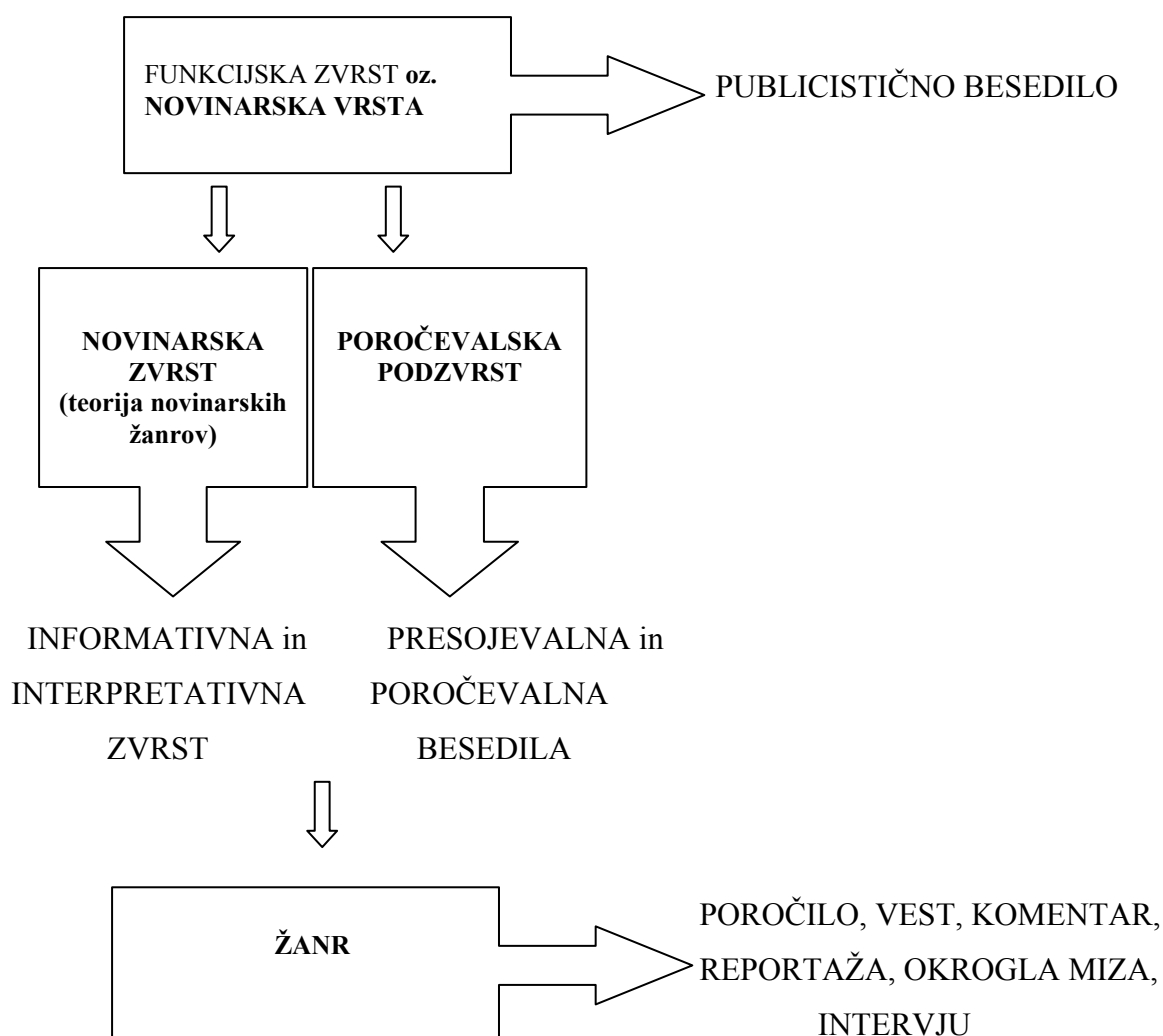 FUNKCIJSKA ZVRST oz.
NOVINARSKA VRSTA
PUBLICISTIČNO BESEDILO
NOVINARSKA
ZVRST
(teorija novinarskih
žanrov)
POROČEVALSKA
PODZVRST
INFORMATIVNA in
INTERPRETATIVNA
ZVRST
PRESOJEVALNA in
POROČEVALNA
BESEDILA
ŽANR
POROČILO, VEST, KOMENTAR,
REPORTAŽA, OKROGLA MIZA,
INTERVJU